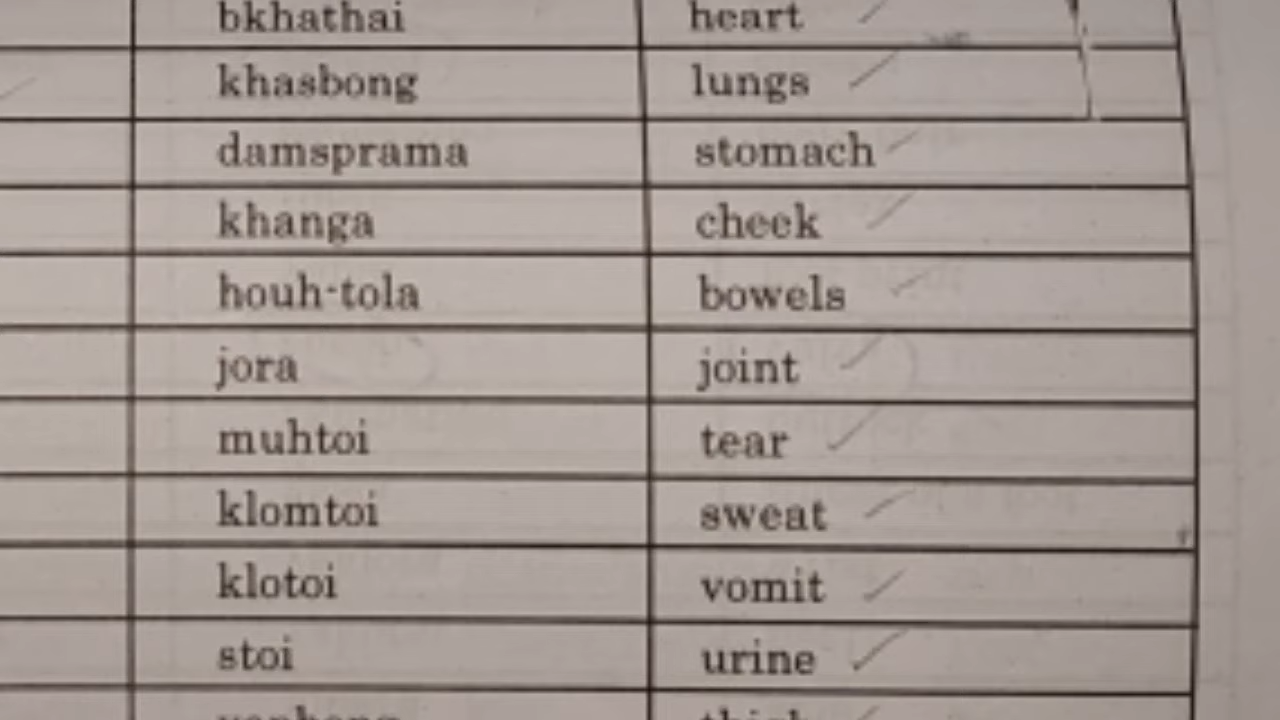 bkhathai heart
khasbong lungs
damsprama stomach
khanga cheek
houh-tola bowels
jora joint
muhtoi tear
klomtoi sweat
klotoi vomit
stoi urine